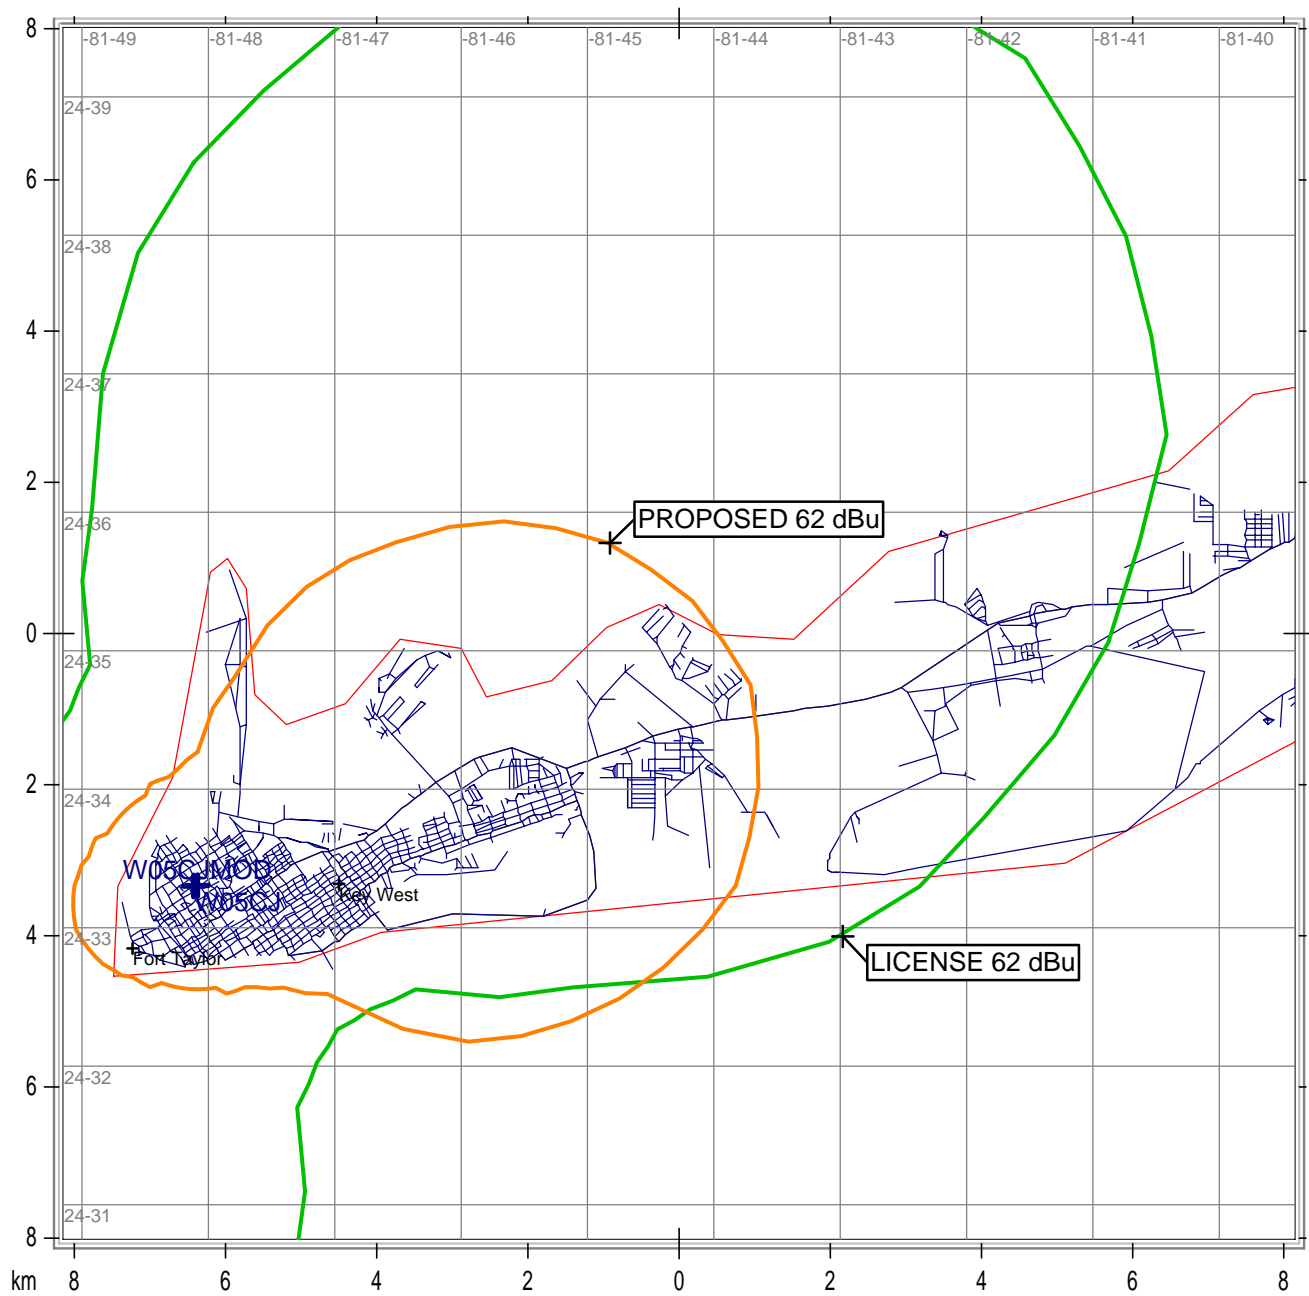 8
-81-49 -81-48 -81-47 -81-46 -81-45 -81-44 -81-43 -81-42 -81-41 -81-40
24-39
6
24-38
4
24-37
2
24-36
PROPOSED 62 dBu
0
24-35
2
24-34
W05CJMOD
W05CJ
Key West
4
24-33
Fort Taylor
LICENSE 62 dBu
6
24-32
24-31
8
km 8 6 4 2 0 2 4 6 8